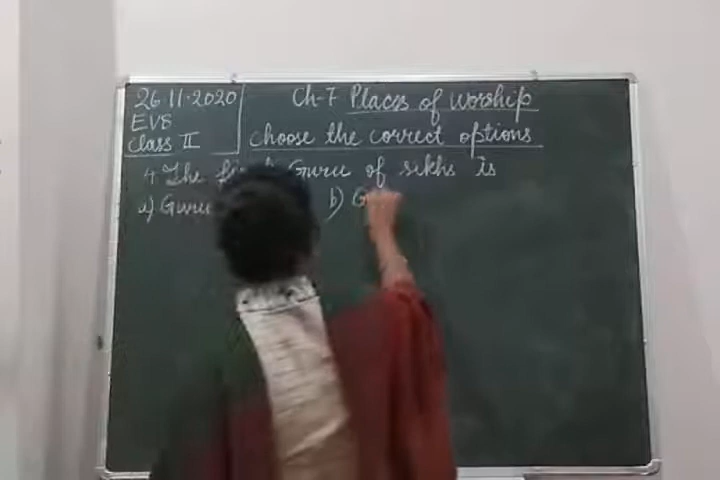 26.11.2020
EVS
Class II
Ch-7 Places of Worship
choose the correct options
4 The Guru of sikhs is
a) Guru b) G